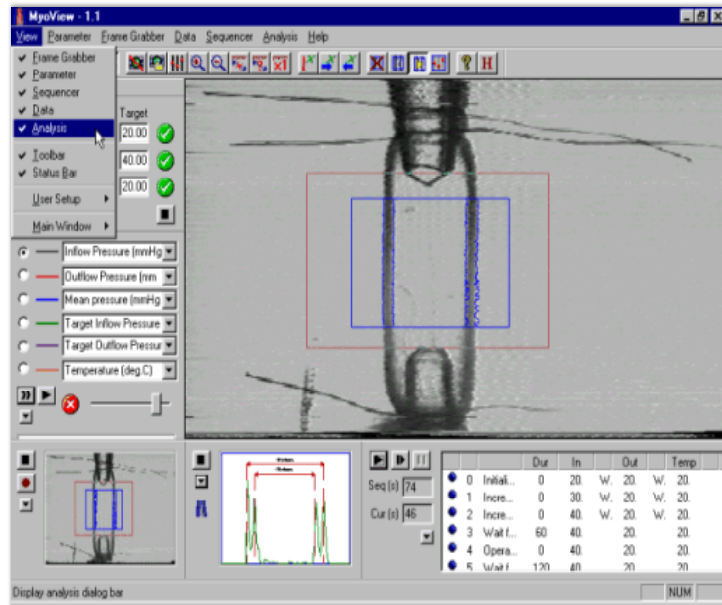 MyoView - 1.1
View Parameter Frame Grabber Data Sequencer Analysis Help
Frame Grabber
Parameter
Sequencer
Data
Analysis
Toolbar
Status Bar
User Setup
Main Window
Target
20.00
40.00
20.00
Inflow Pressure (mmHg
Outflow Pressure (mm
Mean pressure (mmHg
Target Inflow Pressure
Target Outflow Pressur
Temperature (deg.C)
Seq (s) 74
Cur (s) 46
Dur In Out Temp
0 Initiali... 0 20. W. 20. W. 20.
1 Incre... 0 30. W. 20. W. 20.
2 Incre... 0 40. W. 20. W. 20.
3 Wait f... 60 40. 20. 20.
4 Opera... 0 40. 20. 20.
5 Wait f 120 40 20 20
Display analysis dialog bar
NUM